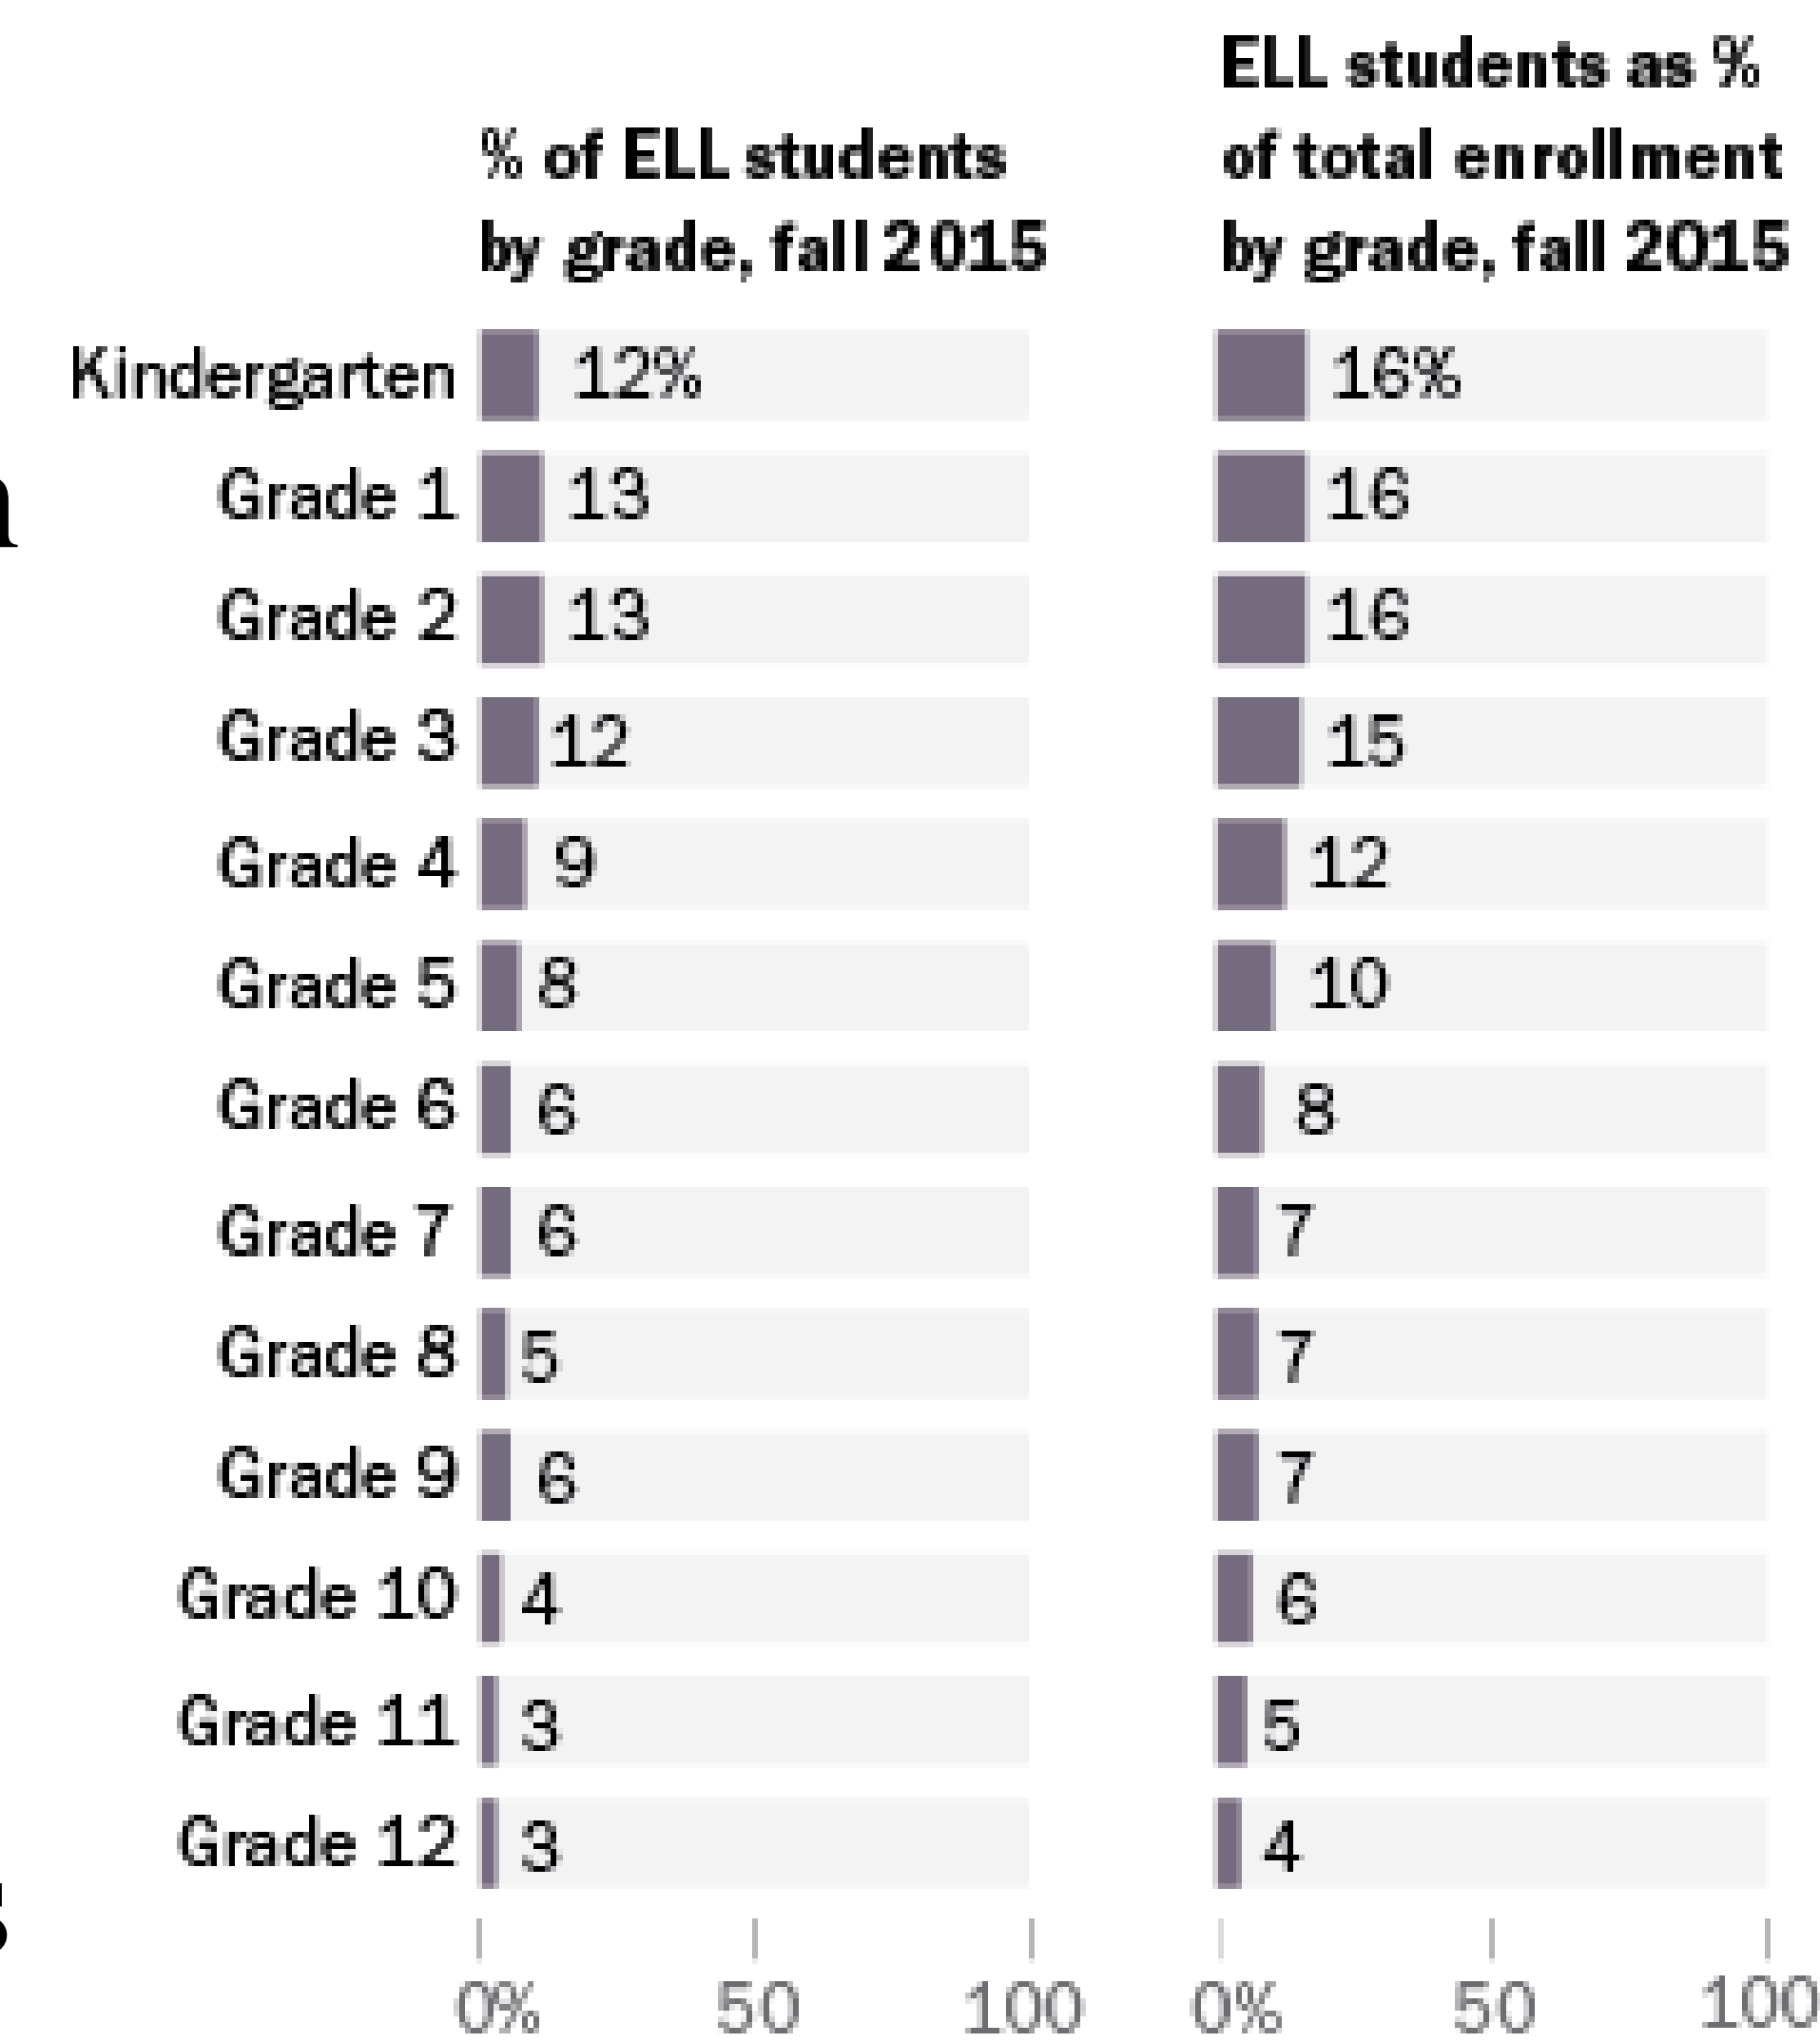 % of ELL students
by grade, fall 2015
ELL students as %
of total enrollment
by grade, fall 2015
Kindergarten 12% 16%
Grade 1 13 16
Grade 2 13 16
Grade 3 12 15
Grade 4 9 12
Grade 5 8 10
Grade 6 6 8
Grade 7 6 7
Grade 8 5 7
Grade 9 6 7
Grade 10 4 6
Grade 11 3 5
Grade 12 3 4
0% 50 100 0% 50 100